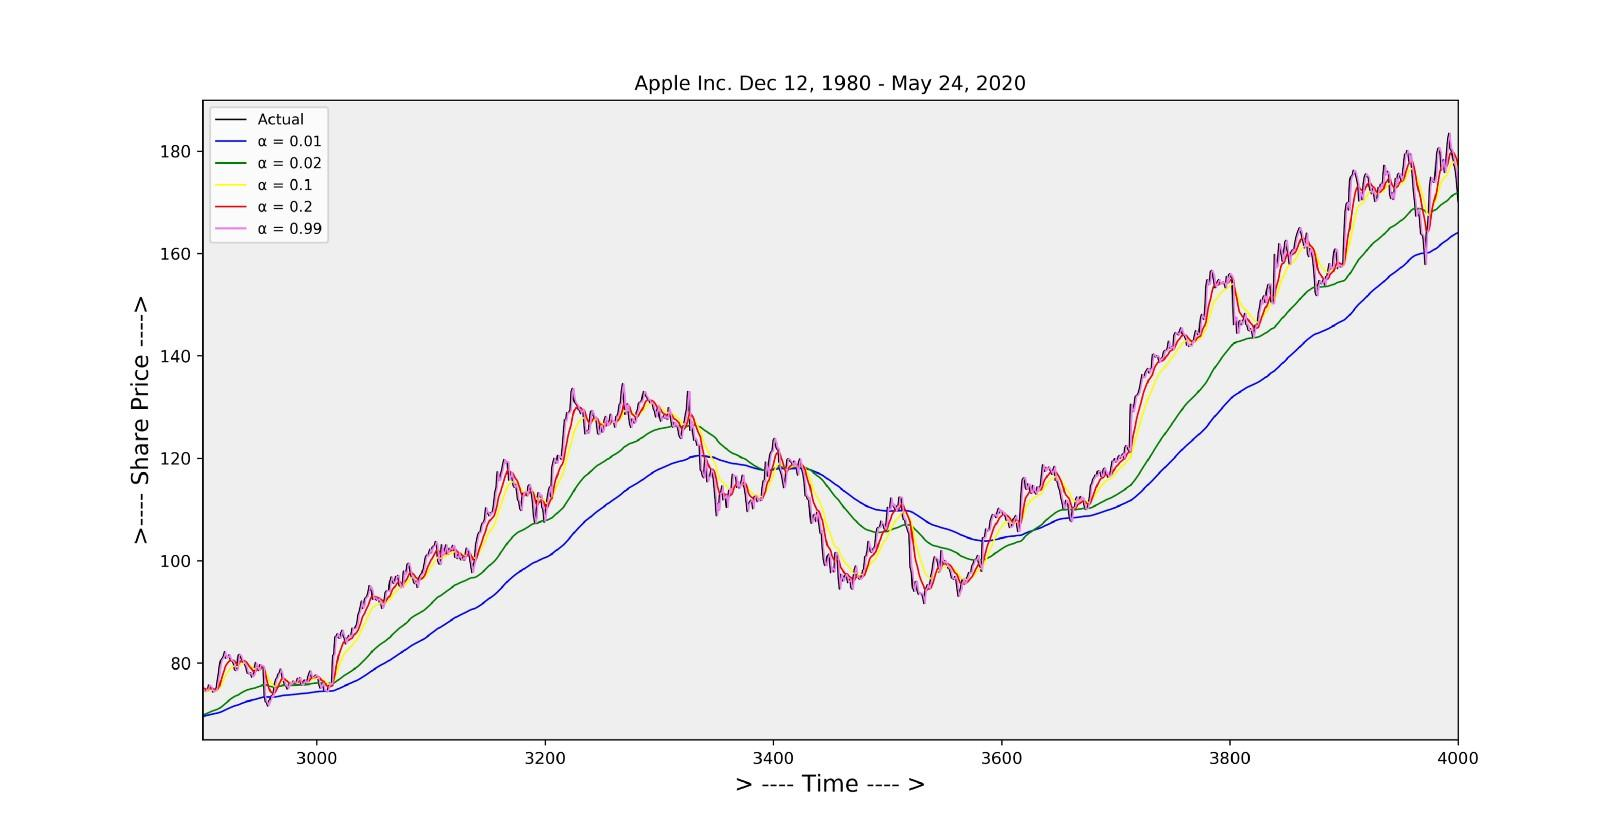 Apple Inc. Dec 12, 1980 - May 24, 2020
Actual
α = 0.01
α = 0.02
α = 0.1
α = 0.2
α = 0.99
180
160
140
120
100
80
>---- Share Price ---->
3000 3200 3400 3600 3800 4000
> ---- Time ---- >